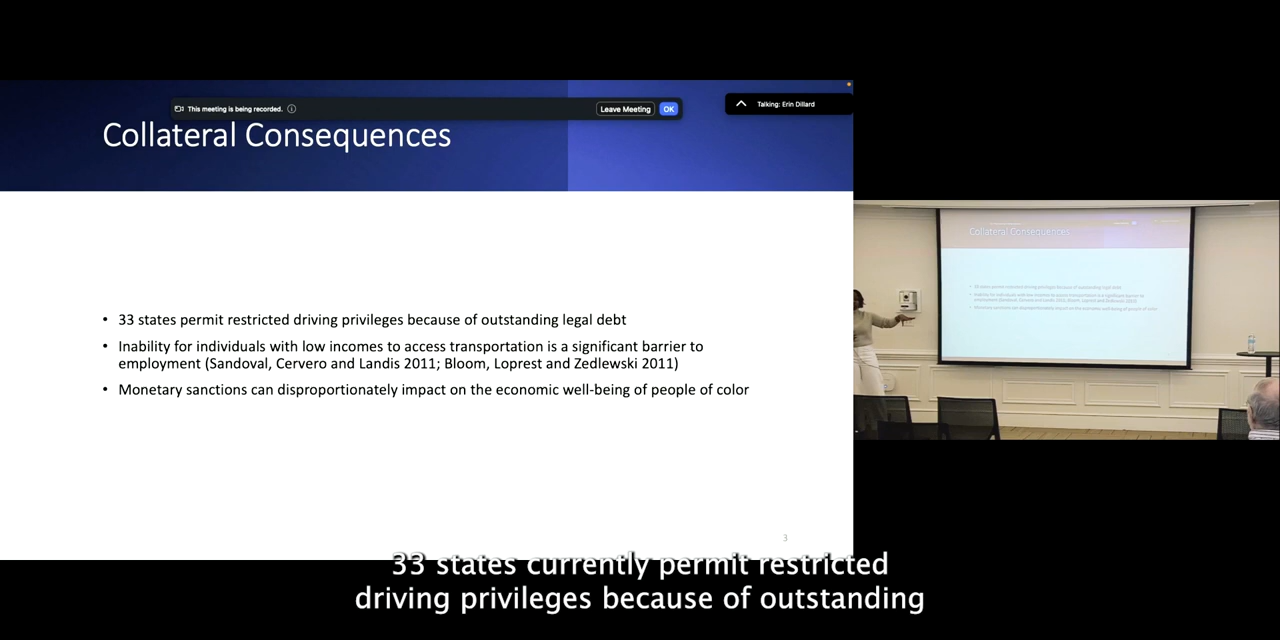 This meeting is being recorded.
Leave Meeting
OK
Talking: Erin Dillard
Collateral Consequences
• 33 states permit restricted driving privileges because of outstanding legal debt
• Inability for individuals with low incomes to access transportation is a significant barrier to
employment (Sandoval, Cervero and Landis 2011; Bloom, Loprest and Zedlewski 2011)
• Monetary sanctions can disproportionately impact on the economic well-being of people of color
3
Collateral Consequences
33 states currently permit restricted
driving privileges because of outstanding